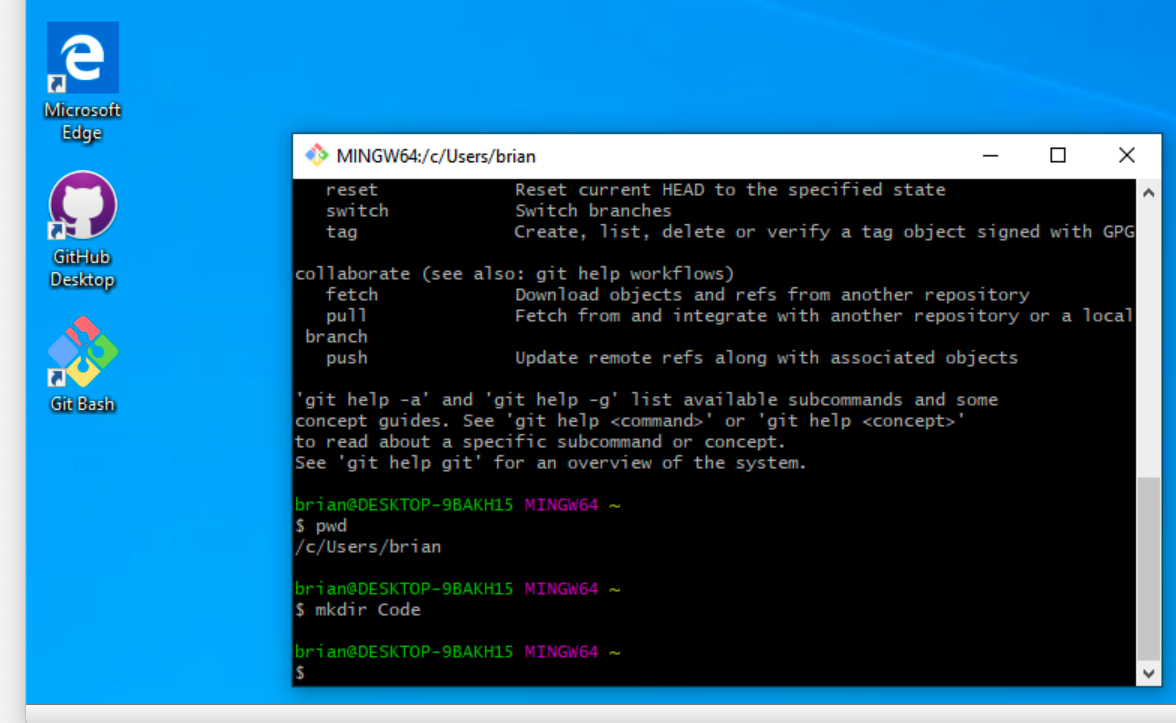 Microsoft
Edge
GitHub
Desktop
Git Bash
MINGW64:/c/Users/brian
reset Reset current HEAD to the specified state
switch Switch branches
tag Create, list, delete or verify a tag object signed with GPG
collaborate (see also: git help workflows)
fetch Download objects and refs from another repository
pull Fetch from and integrate with another repository or a local
branch
push Update remote refs along with associated objects
'git help -a' and 'git help -g' list available subcommands and some
concept guides. See 'git help <command>' or 'git help <concept>'
to read about a specific subcommand or concept.
See 'git help git' for an overview of the system.
brian@DESKTOP-9BAKH15 MINGW64 ~
$ pwd
/c/Users/brian
brian@DESKTOP-9BAKH15 MINGW64 ~
$ mkdir Code
brian@DESKTOP-9BAKH15 MINGW64 ~
$